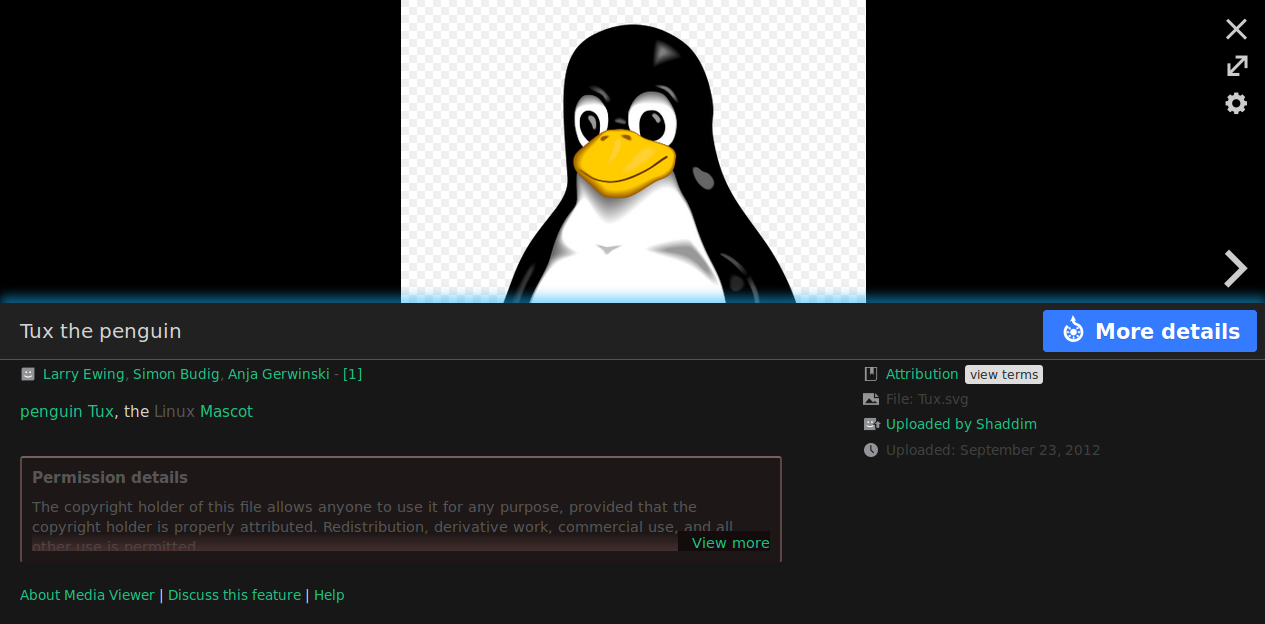 Tux the penguin
More details
Larry Ewing, Simon Budig, Anja Gerwinski - [1]
penguin Tux, the Linux Mascot
Permission details
The copyright holder of this file allows anyone to use it for any purpose, provided that the
copyright holder is properly attributed. Redistribution, derivative work, commercial use, and all
other use is permitted.
View more
Attribution view terms
File: Tux.svg
Uploaded by Shaddim
Uploaded: September 23, 2012
About Media Viewer | Discuss this feature | Help